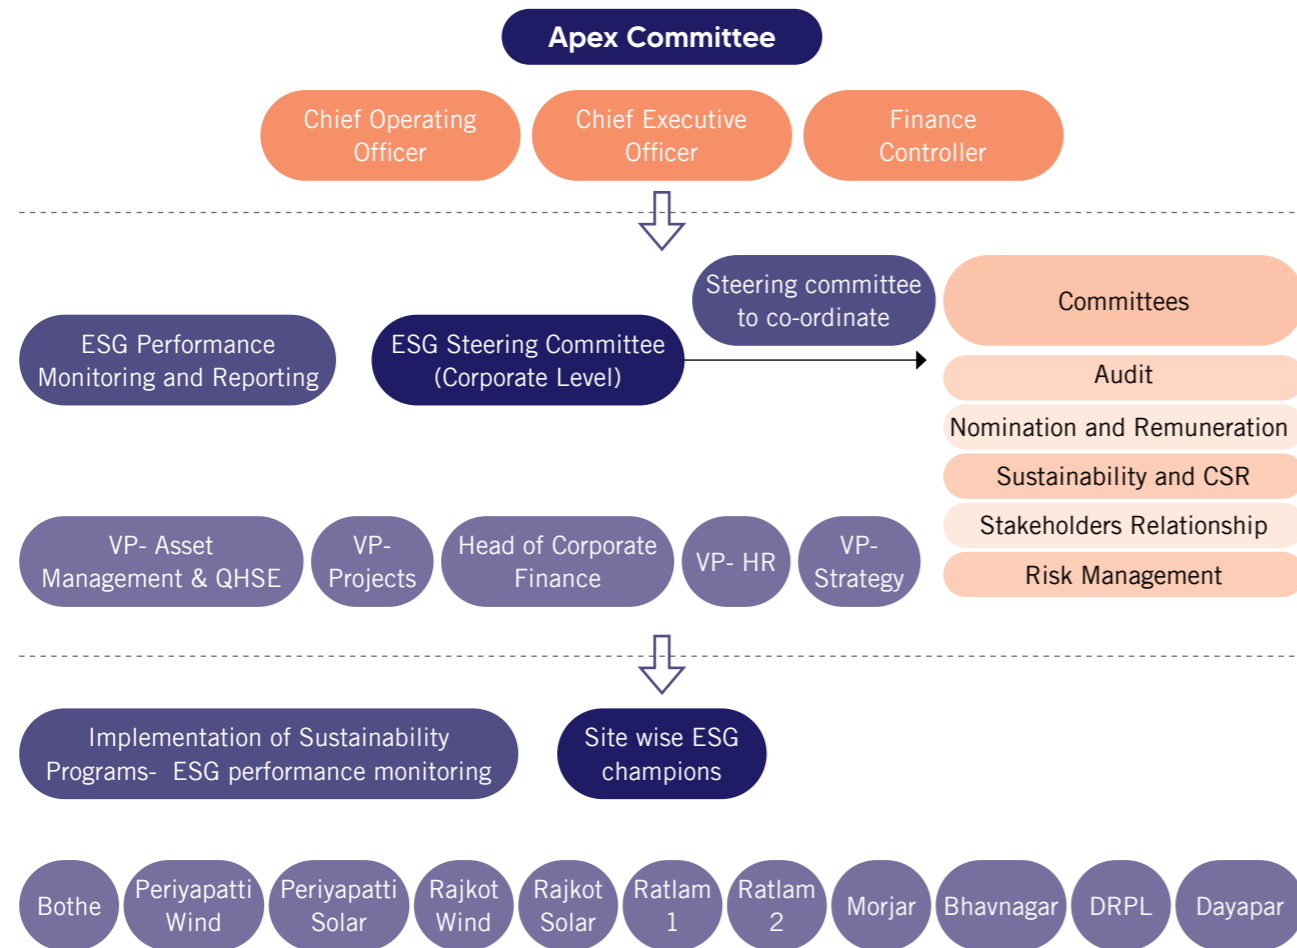 Apex Committee
Chief Operating
Officer
Chief Executive
Officer
Finance
Controller
Steering committee
to co-ordinate
Committees
ESG Performance
Monitoring and Reporting
ESG Steering Committee
(Corporate Level)
Audit
Nomination and Remuneration
Sustainability and CSR
Stakeholders Relationship
Risk Management
VP- Asset
Management & QHSE
VP-
Projects
Head of Corporate
Finance
VP- HR
VP-
Strategy
Implementation of Sustainability
Programs- ESG performance monitoring
Site wise ESG
champions
Bothe
Periyapatti
Wind
Periyapatti
Solar
Rajkot
Wind
Rajkot
Solar
Ratlam
1
Ratlam
2
Morjar
Bhavnagar
DRPL
Dayapar